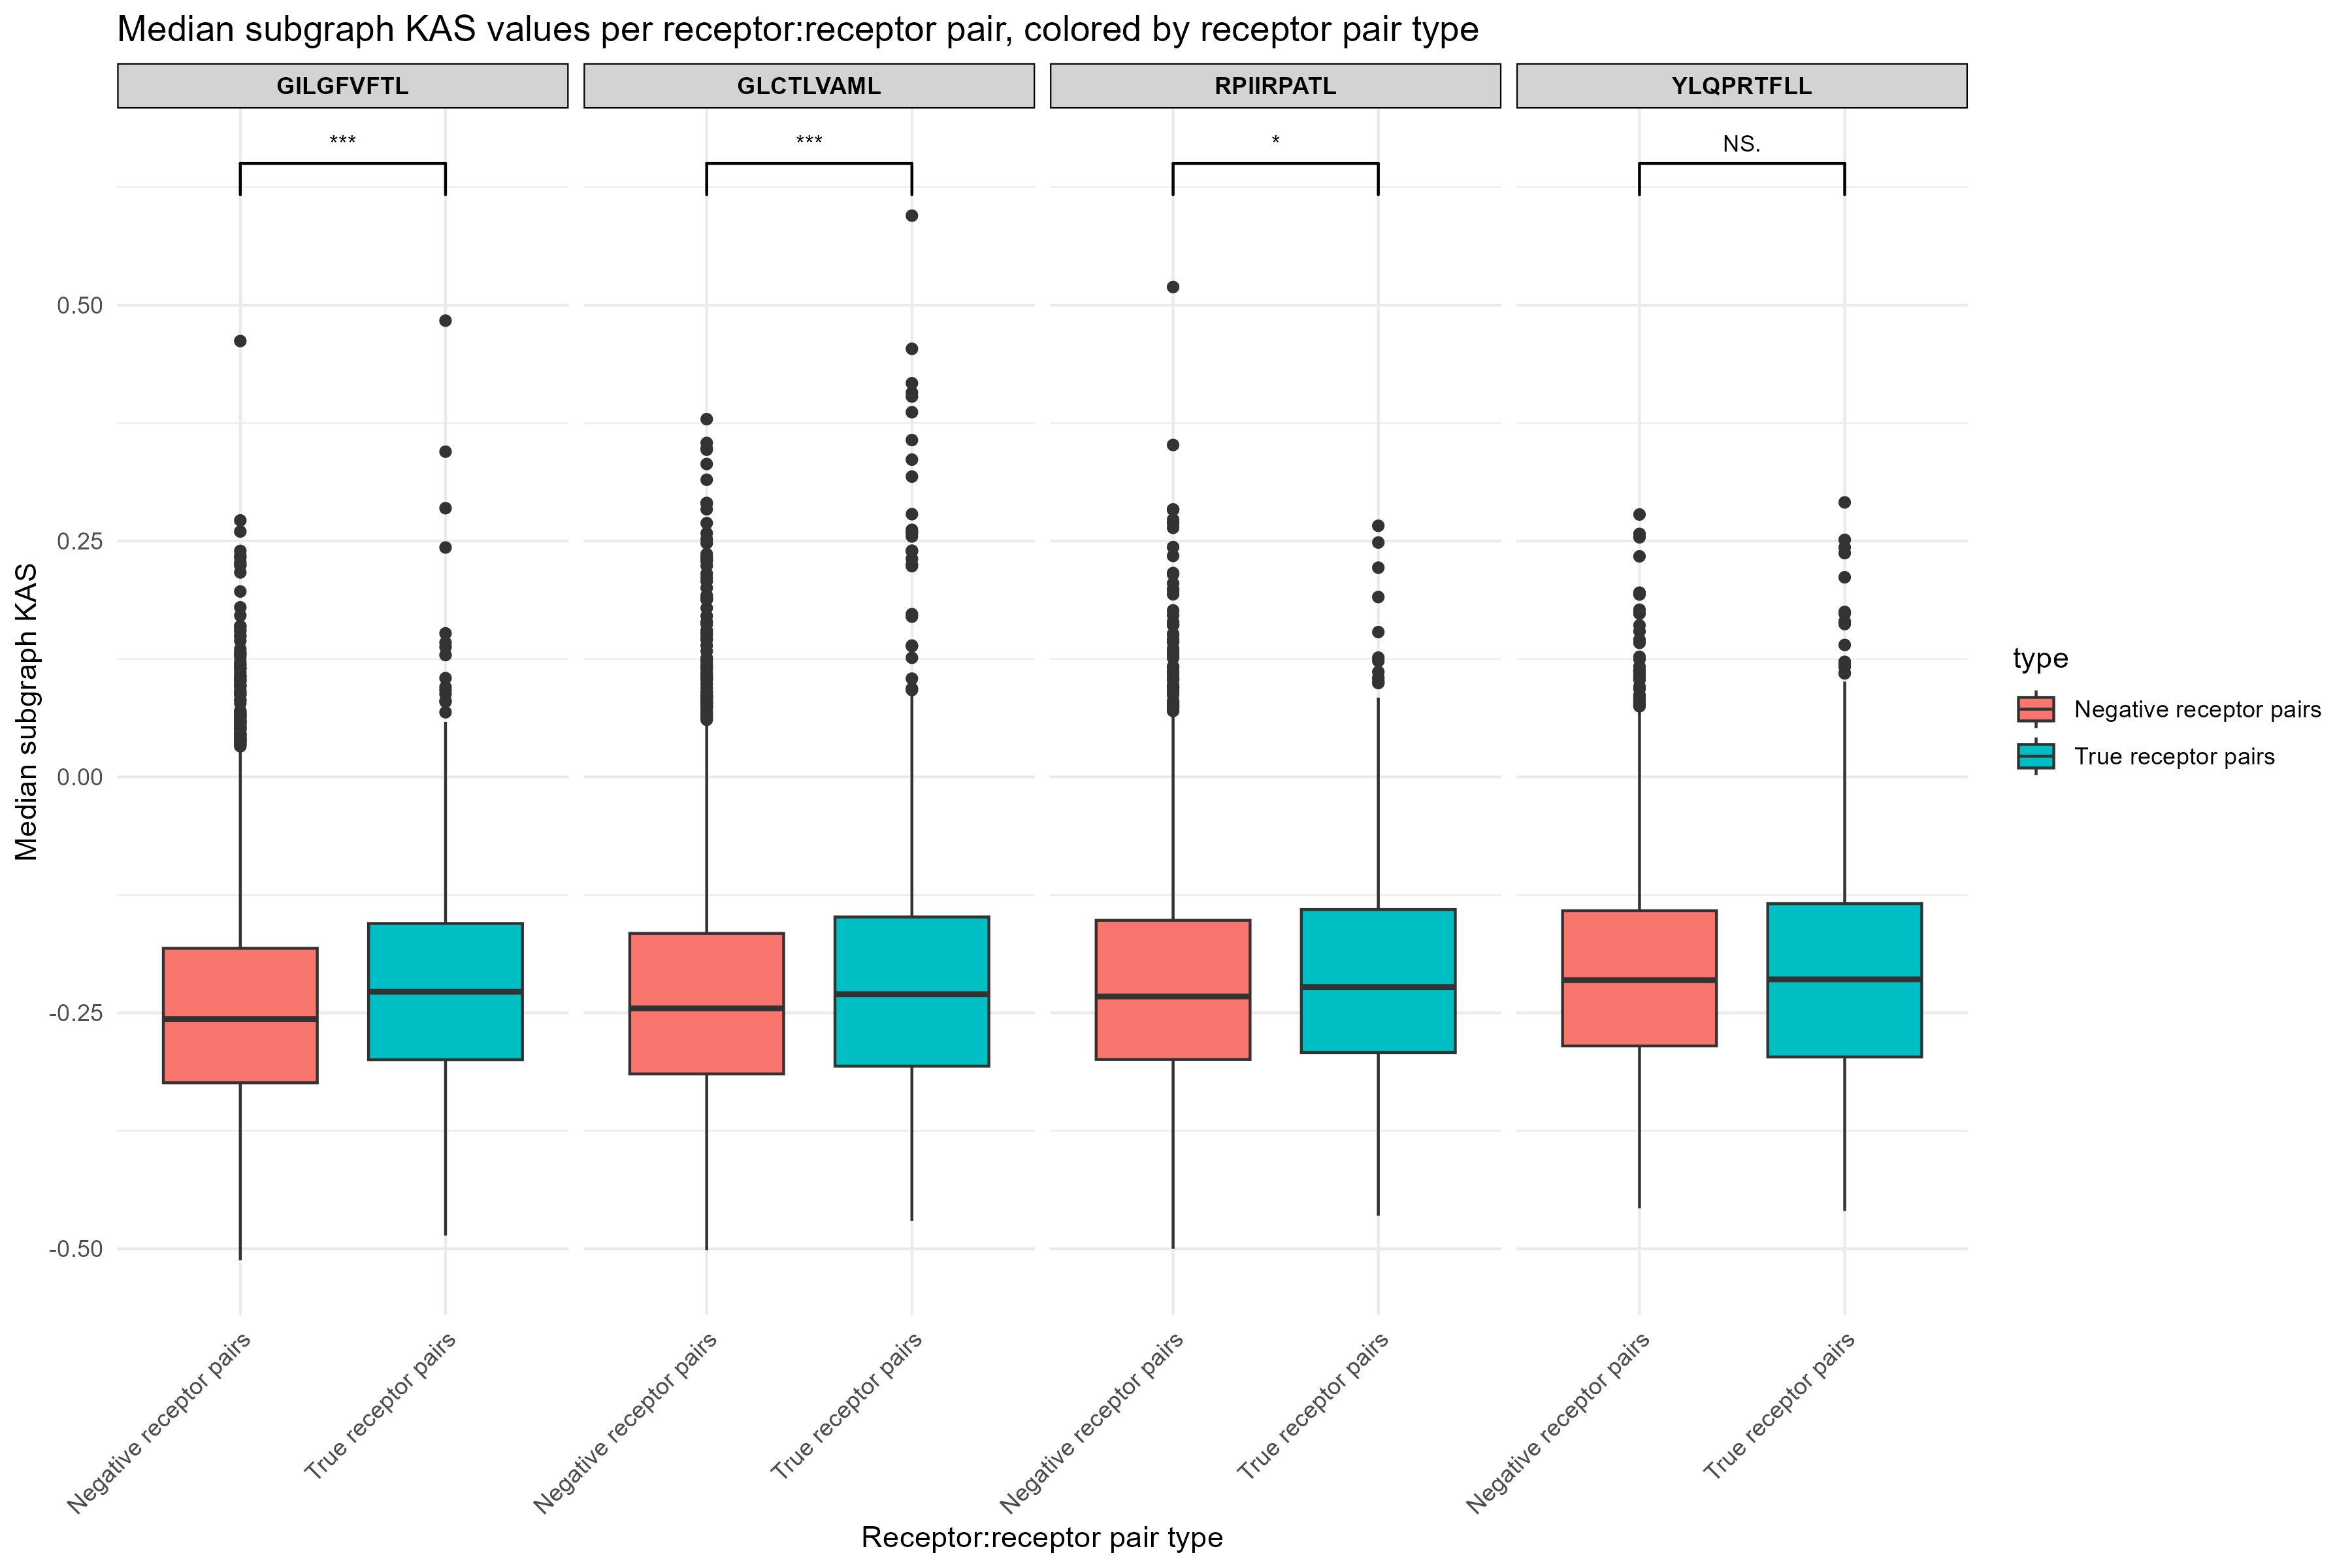 Median subgraph KAS values per receptor:receptor pair, colored by receptor pair type
GILGFVFTL
GLCTLVAML
RPIIRPATL
YLQPRTFLL
***
***
*
NS.
Median subgraph KAS
0.50
0.25
0.00
-0.25
-0.50
Negative receptor pairs
True receptor pairs
Negative receptor pairs
True receptor pairs
Negative receptor pairs
True receptor pairs
Negative receptor pairs
True receptor pairs
Receptor:receptor pair type
type
Negative receptor pairs
True receptor pairs